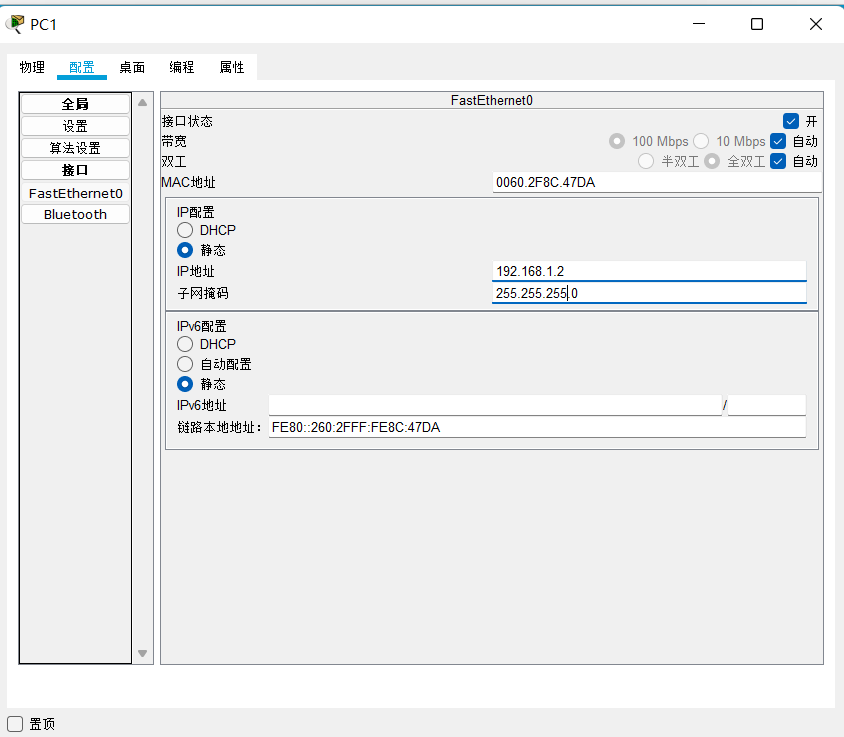 PC1
物理 配置 桌面 编程 属性
全局
设置
算法设置
接口
FastEthernet0
Bluetooth
FastEthernet0
接口状态 开
带宽 100 Mbps 10 Mbps 自动
双工 半双工 全双工 自动
MAC地址 0060.2F8C.47DA
IP配置
DHCP
静态
IP地址 192.168.1.2
子网掩码 255.255.255.0
IPv6配置
DHCP
自动配置
静态
IPv6地址 /
链路本地地址: FE80::260:2FFF:FE8C:47DA
置顶